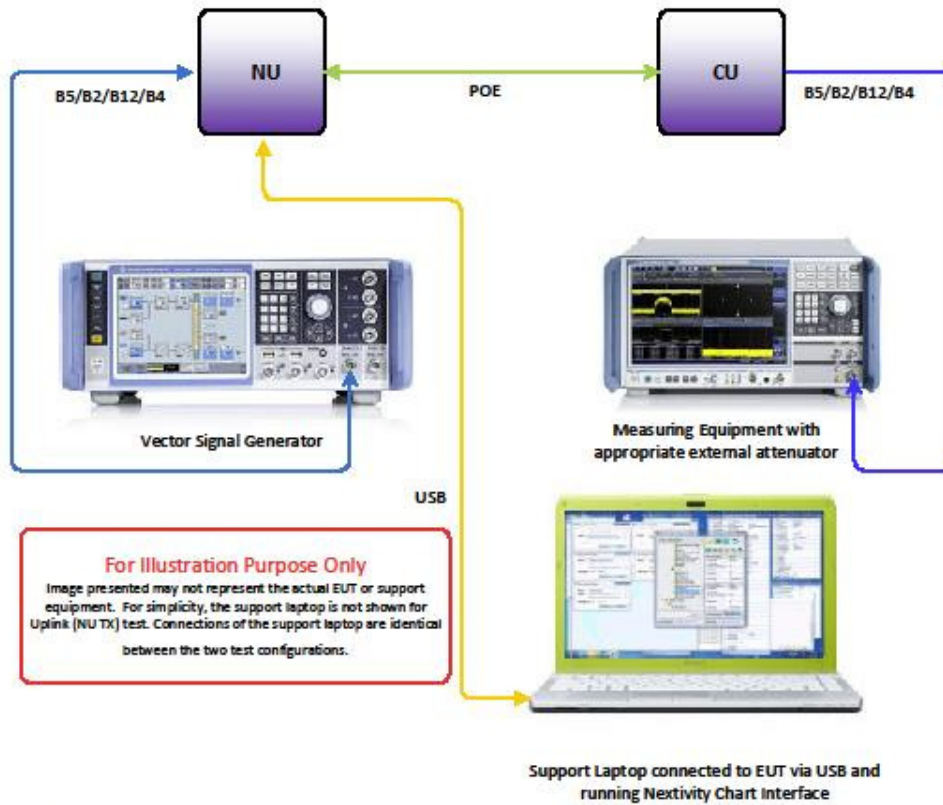 NU
CU
B5/B2/B12/B4
POE
B5/B2/B12/B4
Vector Signal Generator
Measuring Equipment with
appropriate external attenuator
USB
For Illustration Purpose Only
Image presented may not represent the actual EUT or support
equipment. For simplicity, the support laptop is not shown for
Uplink (NU TX) test. Connections of the support laptop are identical
between the two test configurations.
Support Laptop connected to EUT via USB and
running Nextivity Chart Interface